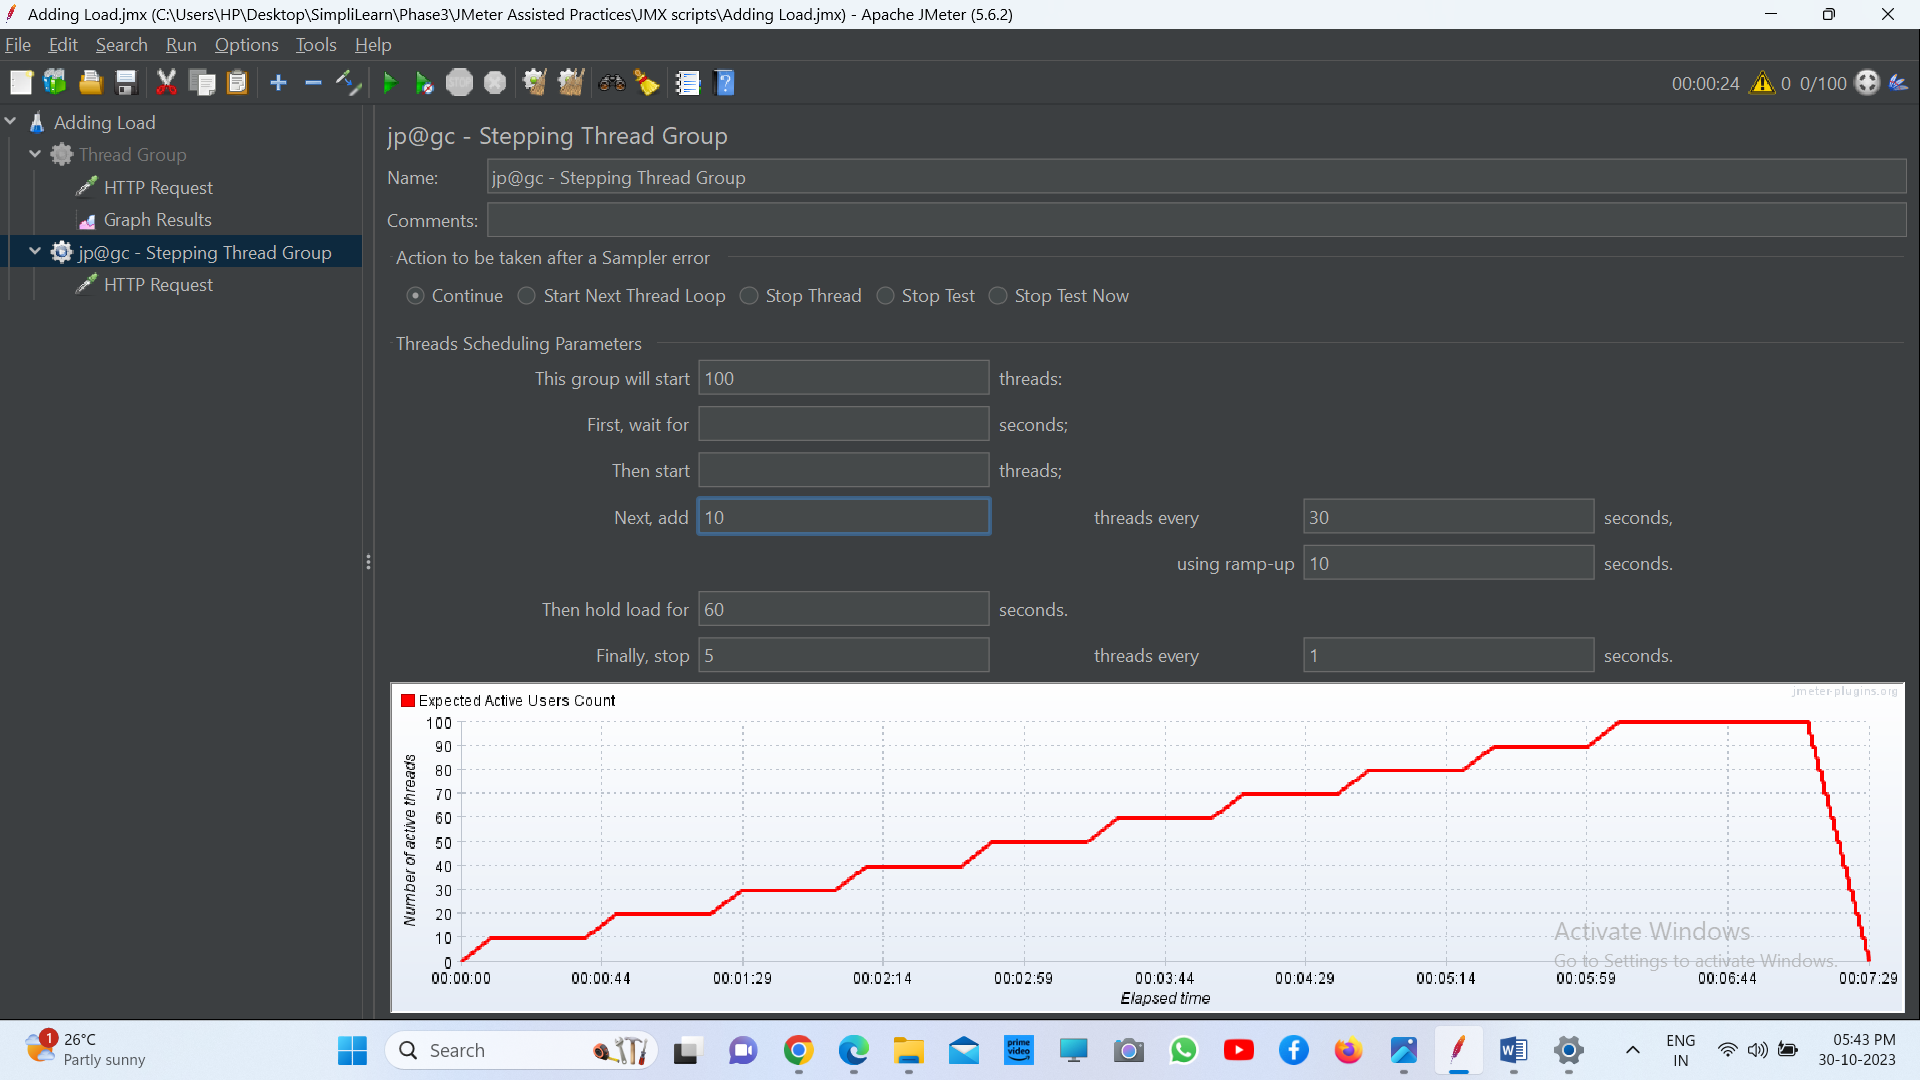 Adding Load.jmx (C:\Users\HP\Desktop\SimpliLearn\Phase3\JMeter Assisted Practices\JMX scripts\Adding Load.jmx) - Apache JMeter (5.6.2)
File Edit Search Run Options Tools Help
STOP
00:00:24 0 0/100
Adding Load
Thread Group
HTTP Request
Graph Results
jp@gc - Stepping Thread Group
HTTP Request
jp@gc - Stepping Thread Group
Name: jp@gc - Stepping Thread Group
Comments:
Action to be taken after a Sampler error
Continue Start Next Thread Loop Stop Thread Stop Test Stop Test Now
Threads Scheduling Parameters
This group will start 100 threads:
First, wait for seconds;
Then start threads;
Next, add 10 threads every 30 seconds,
using ramp-up 10 seconds.
Then hold load for 60 seconds.
Finally, stop 5 threads every 1 seconds.
Expected Active Users Count
jmeter-plugins.org
Number of active threads
100
90
80
70
60
50
40
30
20
10
0
00:00:00 00:00:44 00:01:29 00:02:14 00:02:59 00:03:44 00:04:29 00:05:14 00:05:59 00:06:44 00:07:29
Elapsed time
Activate Windows
Go to Settings to activate Windows.
1
26°C
Partly sunny
Search
prime video
ENG
IN
05:43 PM
30-10-2023